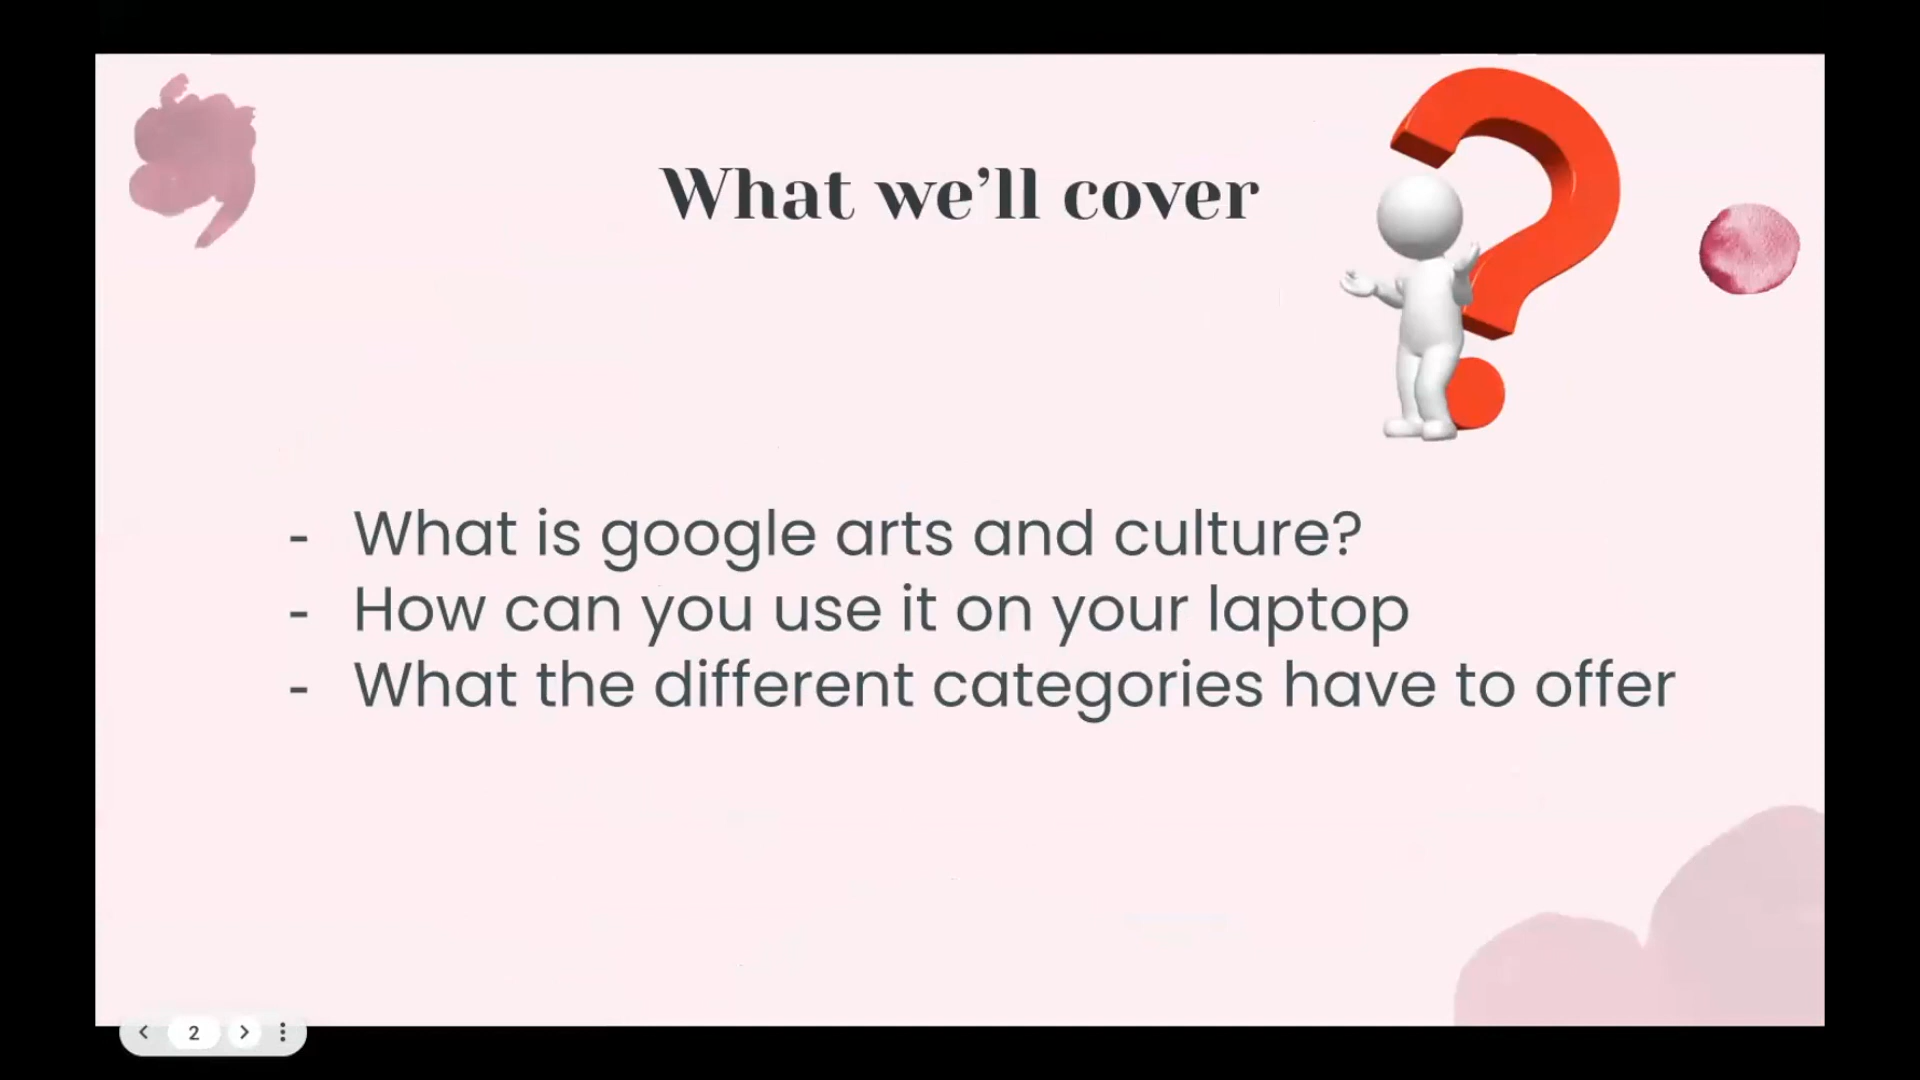 What we’ll cover
- What is google arts and culture?
- How can you use it on your laptop
- What the different categories have to offer
2